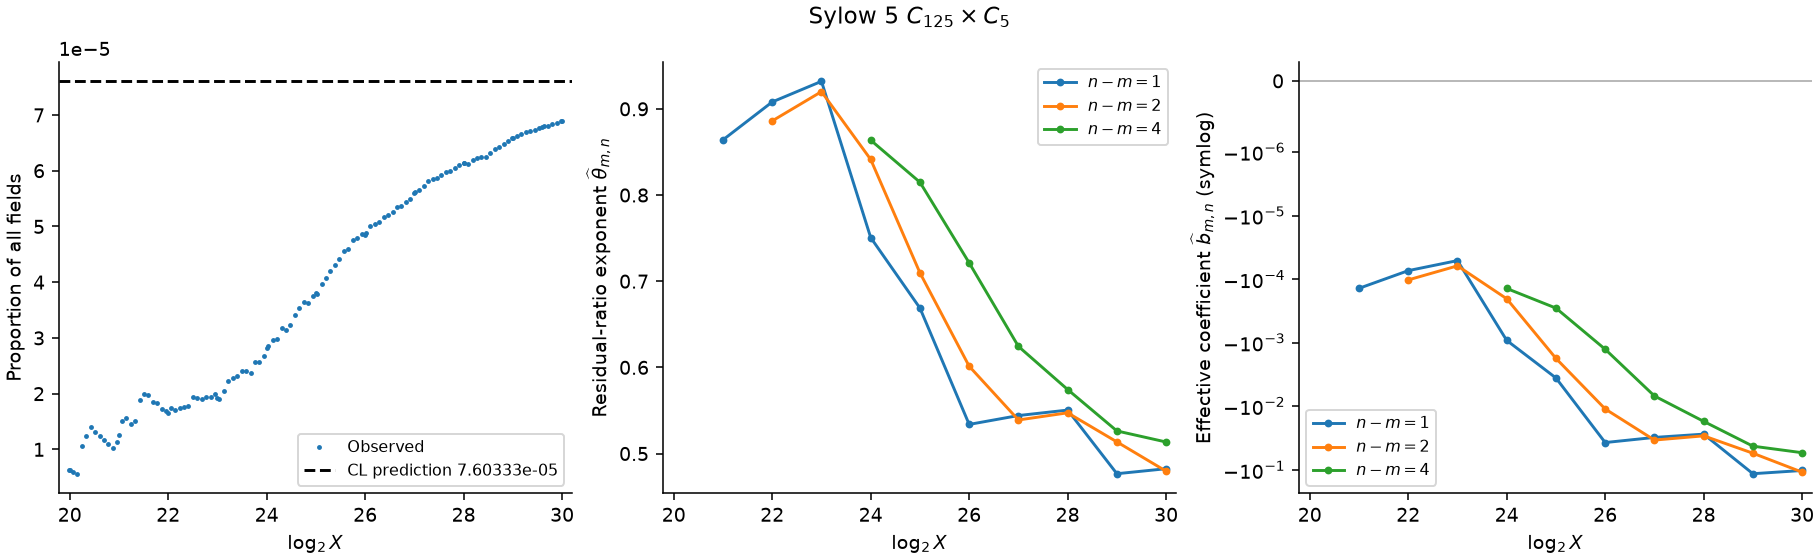 Sylow 5 C₁₂₅ × C₅
1e−5
Proportion of all fields
7
6
5
4
3
2
1
20 22 24 26 28 30
log₂ X
Observed
CL prediction 7.60333e-05
Residual-ratio exponent θ̂ₘ,ₙ
0.9
0.8
0.7
0.6
0.5
20 22 24 26 28 30
log₂ X
n − m = 1
n − m = 2
n − m = 4
Effective coefficient b̂ₘ,ₙ (symlog)
0
−10⁻⁶
−10⁻⁵
−10⁻⁴
−10⁻³
−10⁻²
−10⁻¹
20 22 24 26 28 30
log₂ X
n − m = 1
n − m = 2
n − m = 4